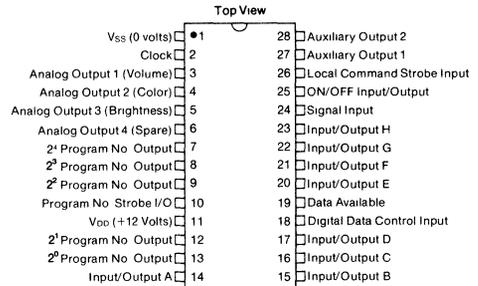 Top View
Vss (0 volts) 1 28 Auxiliary Output 2
Clock 2 27 Auxiliary Output 1
Analog Output 1 (Volume) 3 26 Local Command Strobe Input
Analog Output 2 (Color) 4 25 ON/OFF Input/Output
Analog Output 3 (Brightness) 5 24 Signal Input
Analog Output 4 (Spare) 6 23 Input/Output H
2⁴ Program No Output 7 22 Input/Output G
2³ Program No Output 8 21 Input/Output F
2² Program No Output 9 20 Input/Output E
Program No Strobe I/O 10 19 Data Available
VDD (+12 Volts) 11 18 Digital Data Control Input
2¹ Program No Output 12 17 Input/Output D
2⁰ Program No Output 13 16 Input/Output C
Input/Output A 14 15 Input/Output B